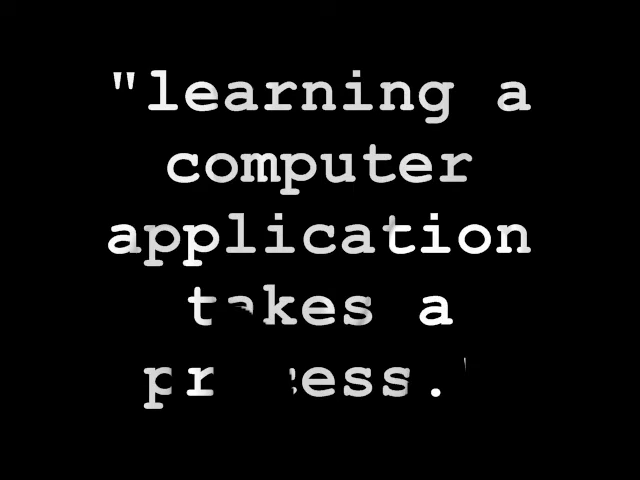 "learning a
computer
application
takes a
process."